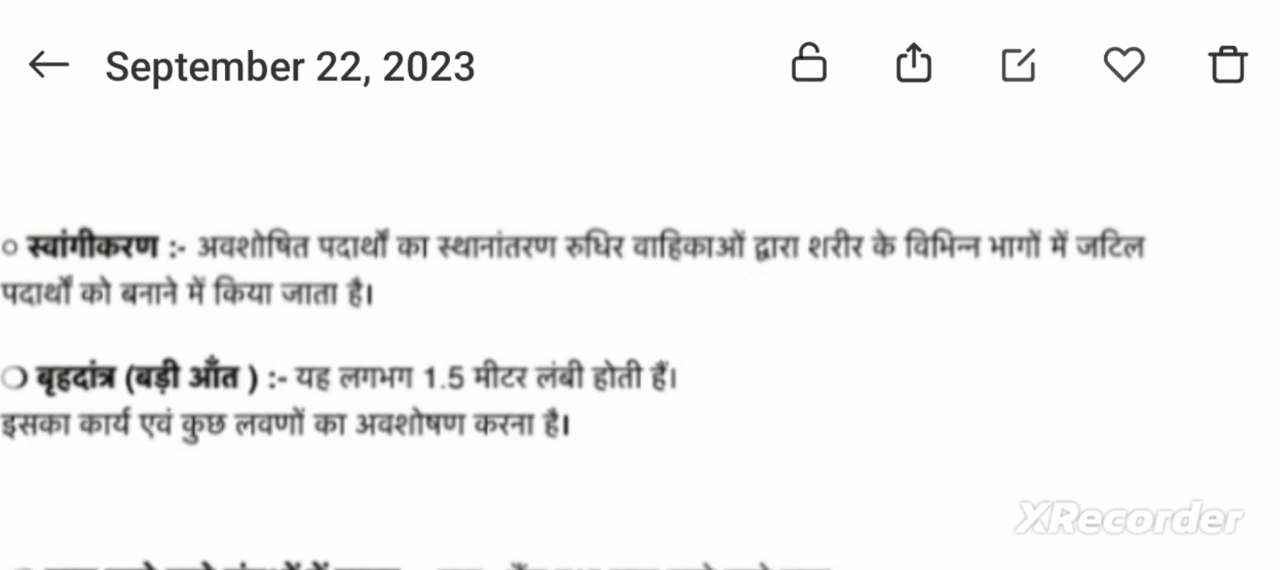 September 22, 2023
○ स्वांगीकरण :- अवशोषित पदार्थों का स्थानांतरण रुधिर वाहिकाओं द्वारा शरीर के विभिन्न भागों में जटिल
पदार्थों को बनाने में किया जाता है।
❍ बृहदांत्र (बड़ी आँत ) :- यह लगभग 1.5 मीटर लंबी होती हैं।
इसका कार्य एवं कुछ लवणों का अवशोषण करना है।
XRecorder